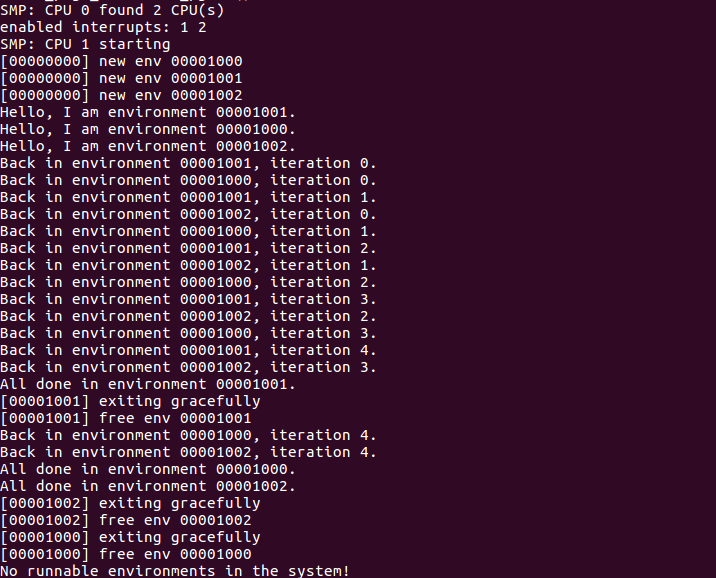 SMP: CPU 0 found 2 CPU(s)
enabled interrupts: 1 2
SMP: CPU 1 starting
[00000000] new env 00001000
[00000000] new env 00001001
[00000000] new env 00001002
Hello, I am environment 00001001.
Hello, I am environment 00001000.
Hello, I am environment 00001002.
Back in environment 00001001, iteration 0.
Back in environment 00001000, iteration 0.
Back in environment 00001001, iteration 1.
Back in environment 00001002, iteration 0.
Back in environment 00001000, iteration 1.
Back in environment 00001001, iteration 2.
Back in environment 00001002, iteration 1.
Back in environment 00001000, iteration 2.
Back in environment 00001001, iteration 3.
Back in environment 00001002, iteration 2.
Back in environment 00001000, iteration 3.
Back in environment 00001001, iteration 4.
Back in environment 00001002, iteration 3.
All done in environment 00001001.
[00001001] exiting gracefully
[00001001] free env 00001001
Back in environment 00001000, iteration 4.
Back in environment 00001002, iteration 4.
All done in environment 00001000.
All done in environment 00001002.
[00001002] exiting gracefully
[00001002] free env 00001002
[00001000] exiting gracefully
[00001000] free env 00001000
No runnable environments in the system!